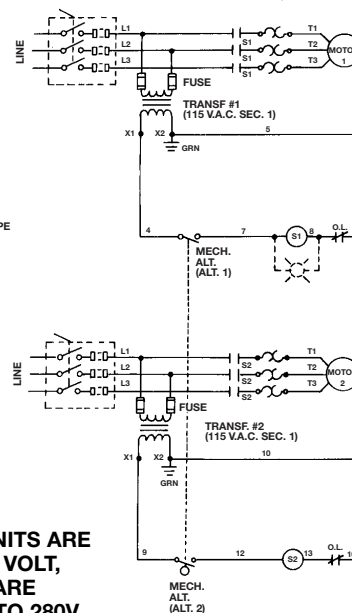 LINE
L1
L2
L3
S1
S1
S1
T1
T2
T3
MOTO
1
FUSE
TRANSF #1
(115 V.A.C. SEC. 1)
X1
X2
5
GRN
PE
4
7
S1
8
O.L.
MECH.
ALT.
(ALT. 1)
LINE
L1
L2
L3
S2
S2
S2
T1
T2
T3
MOTO
2
FUSE
TRANSF. #2
(115 V.A.C. SEC. 1)
X1
X2
10
GRN
NITS ARE
VOLT,
ARE
TO 280V
9
12
S2
13
O.L.
MECH.
ALT.
(ALT. 2)